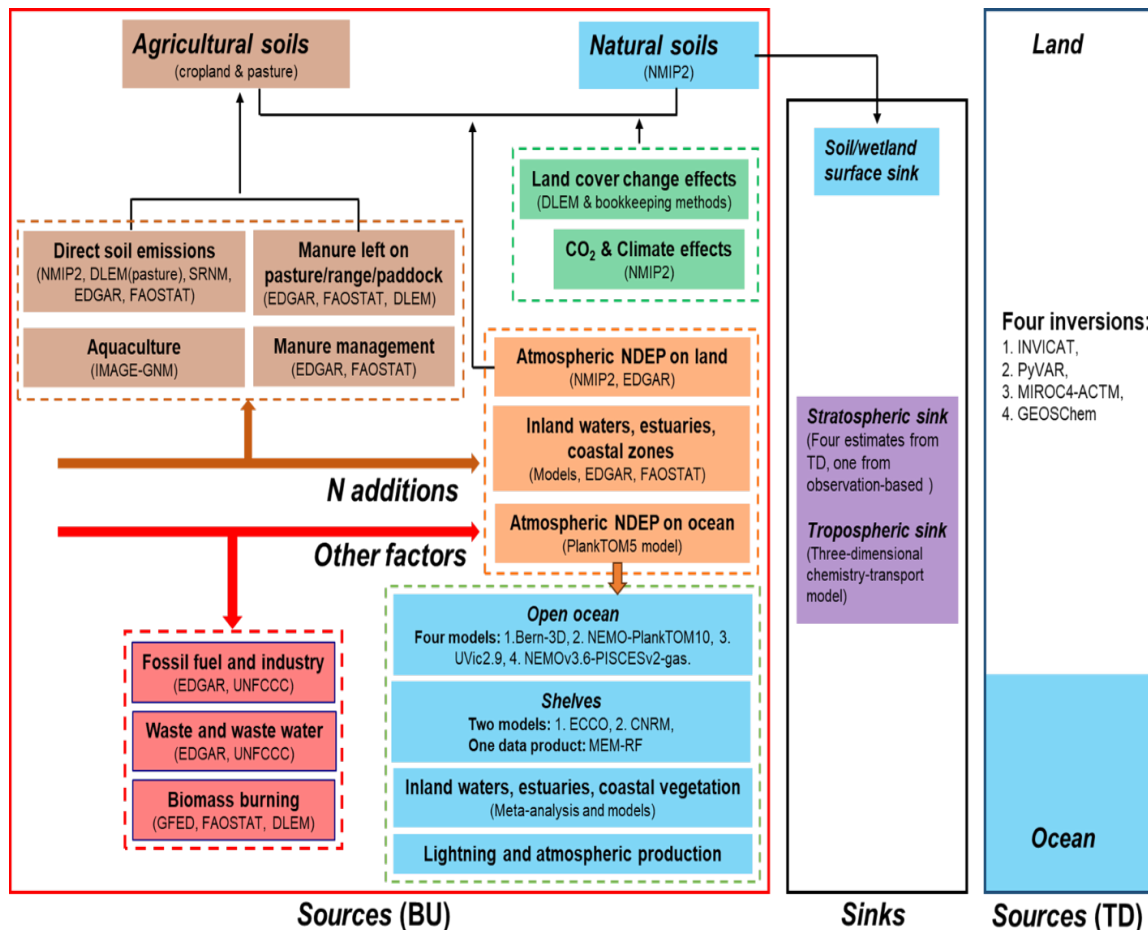 Agricultural soils
(cropland & pasture)
Natural soils
(NMIP2)
Land cover change effects
(DLEM & bookkeeping methods)
CO₂ & Climate effects
(NMIP2)
Direct soil emissions
(NMIP2, DLEM(pasture), SRNM,
EDGAR, FAOSTAT)
Manure left on
pasture/range/paddock
(EDGAR, FAOSTAT, DLEM)
Aquaculture
(IMAGE-GNM)
Manure management
(EDGAR, FAOSTAT)
Atmospheric NDEP on land
(NMIP2, EDGAR)
Inland waters, estuaries,
coastal zones
(Models, EDGAR, FAOSTAT)
Atmospheric NDEP on ocean
(PlankTOM5 model)
N additions
Other factors
Fossil fuel and industry
(EDGAR, UNFCCC)
Waste and waste water
(EDGAR, UNFCCC)
Biomass burning
(GFED, FAOSTAT, DLEM)
Open ocean
Four models: 1.Bern-3D, 2. NEMO-PlankTOM10, 3.
UVic2.9, 4. NEMOv3.6-PISCESv2-gas.
Shelves
Two models: 1. ECCO, 2. CNRM,
One data product: MEM-RF
Inland waters, estuaries, coastal vegetation
(Meta-analysis and models)
Lightning and atmospheric production
Sources (BU)
Soil/wetland
surface sink
Stratospheric sink
(Four estimates from
TD, one from
observation-based )
Tropospheric sink
(Three-dimensional
chemistry-transport
model)
Sinks
Land
Four inversions:
1. INVICAT,
2. PyVAR,
3. MIROC4-ACTM,
4. GEOSChem
Ocean
Sources (TD)